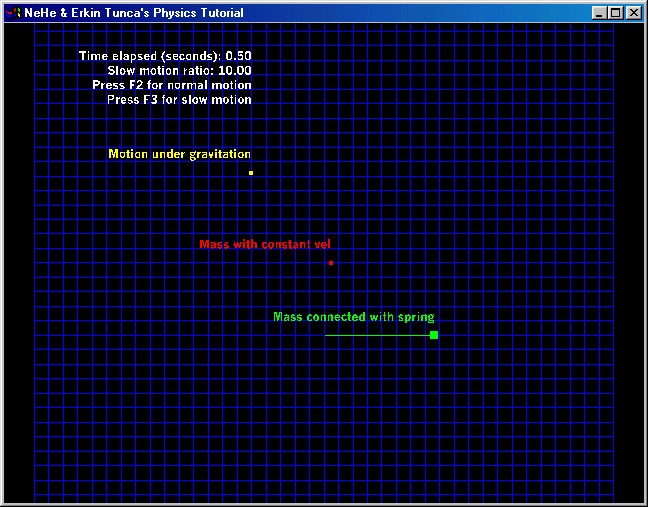 NeHe & Erkin Tunca's Physics Tutorial
Time elapsed (seconds): 0.50
Slow motion ratio: 10.00
Press F2 for normal motion
Press F3 for slow motion
Motion under gravitation
Mass with constant vel
Mass connected with spring